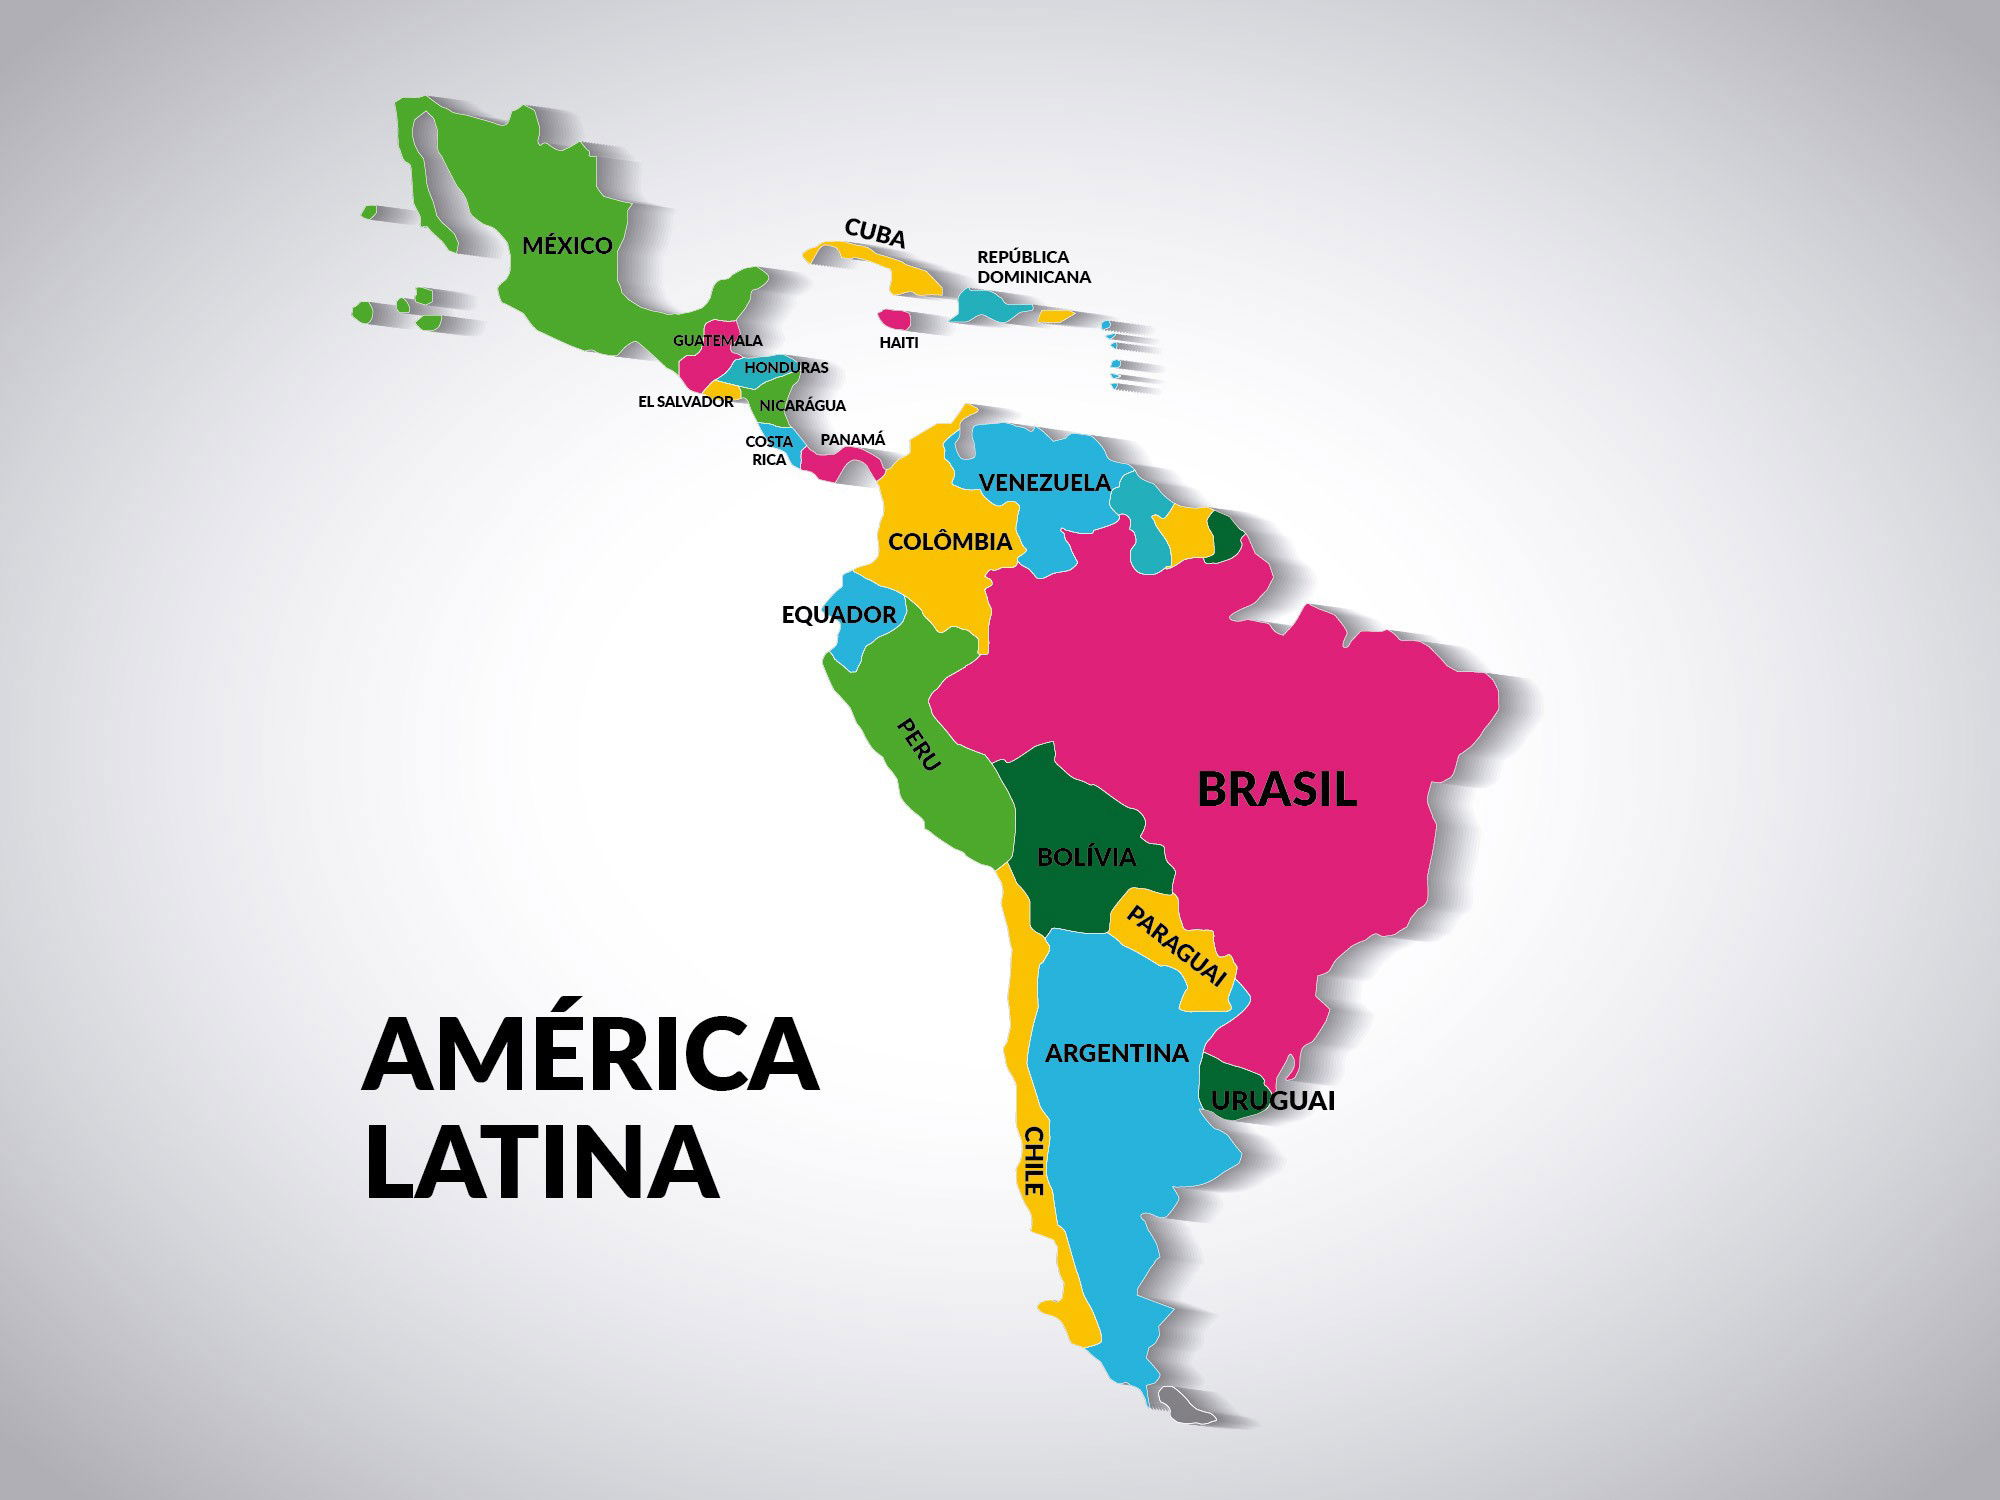 MÉXICO
CUBA
REPÚBLICA
DOMINICANA
HAITI
GUATEMALA
HONDURAS
EL SALVADOR
NICARÁGUA
COSTA
RICA
PANAMÁ
VENEZUELA
COLÔMBIA
EQUADOR
PERU
BRASIL
BOLÍVIA
PARAGUAI
ARGENTINA
URUGUAI
CHILE
AMÉRICA
LATINA